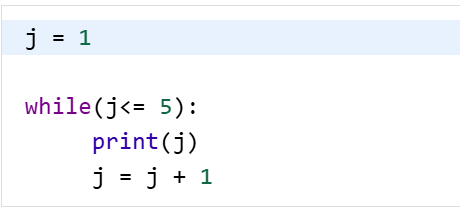 j = 1
while(j<= 5):
    print(j)
    j = j + 1